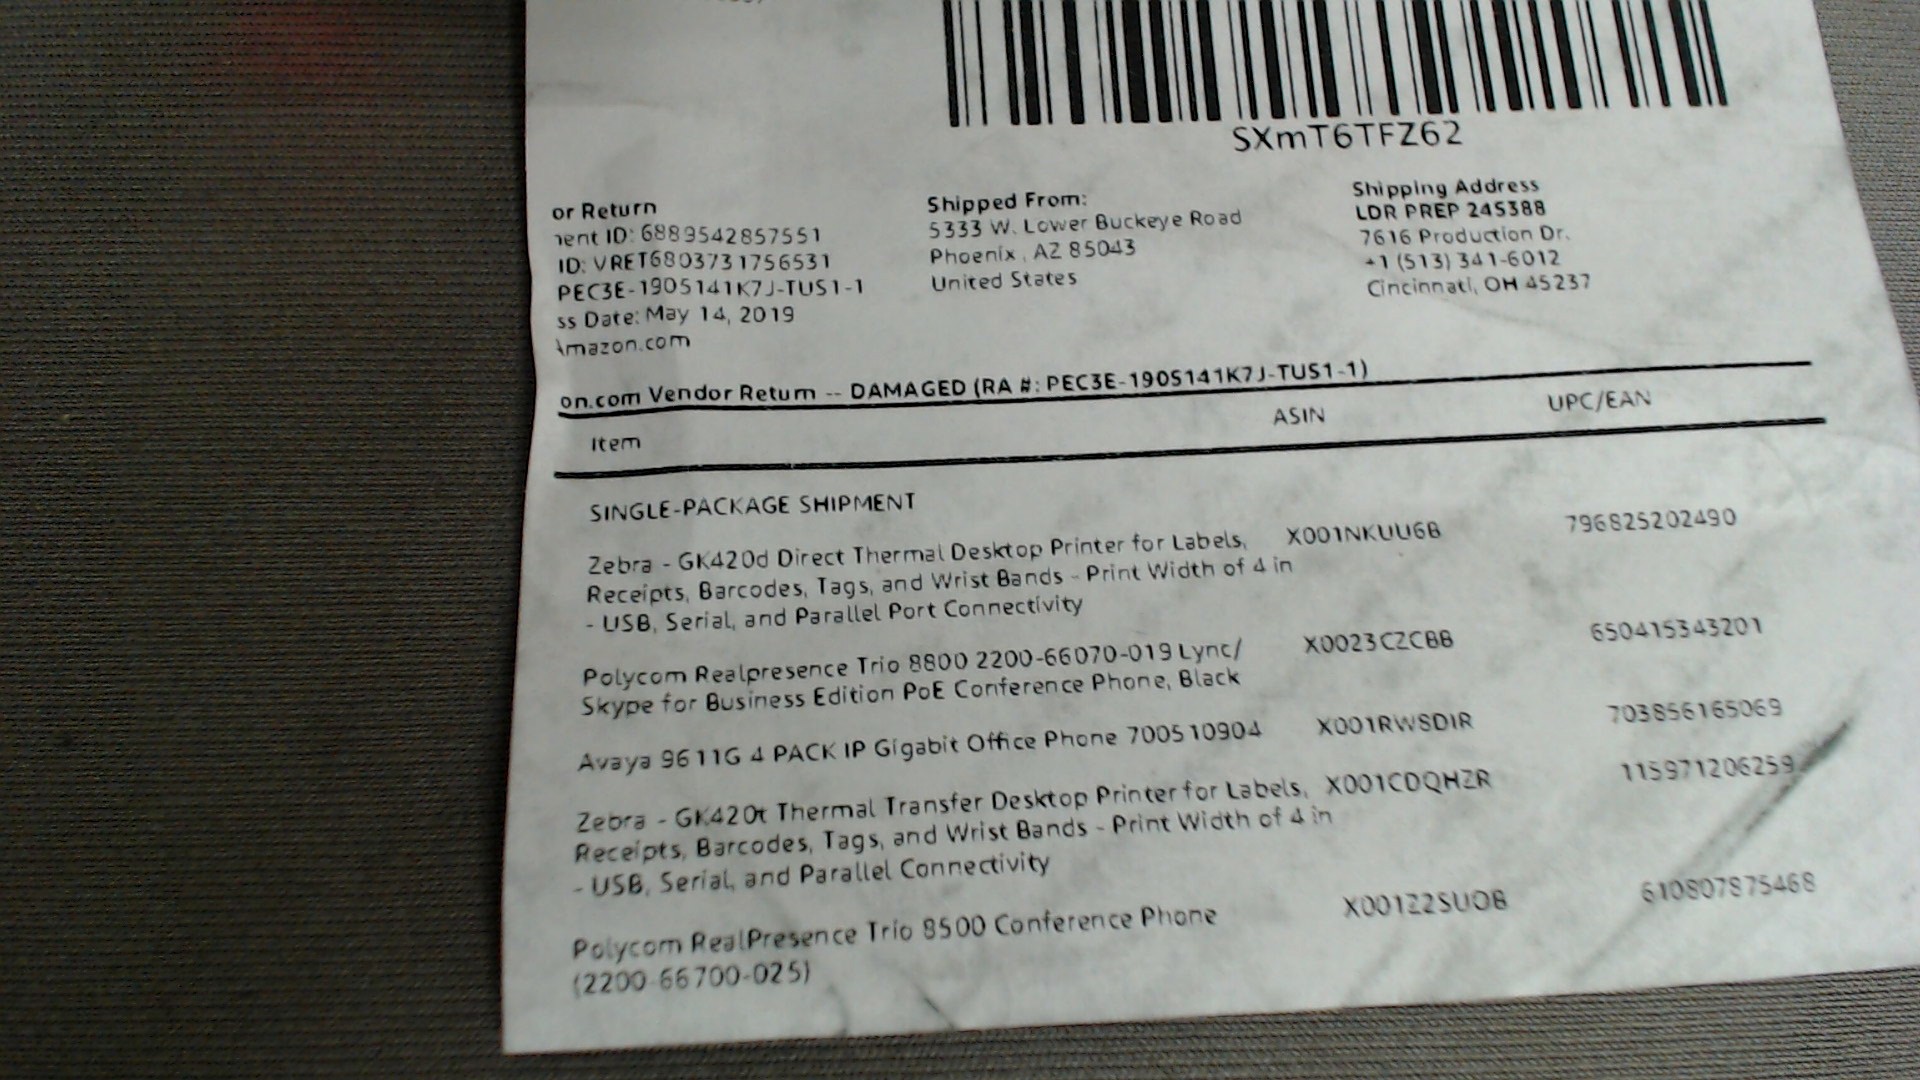 SXmT6TFZ62
or Return
ent ID: 6889542857551
ID: VRET6803731756531
PEC3E-1905141K7J-TUS1-1
ss Date: May 14, 2019
Amazon.com
Shipped From:
5333 W. Lower Buckeye Road
Phoenix, AZ 85043
United States
Shipping Address
LDR PREP 245388
7616 Production Dr.
+1 (513) 341-6012
Cincinnati, OH 45237
on.com Vendor Return -- DAMAGED (RA #: PEC3E-1905141K7J-TUS1-1)
Item ASIN UPC/EAN
SINGLE-PACKAGE SHIPMENT
Zebra - GK420d Direct Thermal Desktop Printer for Labels, X001NKUU6B 796825202490
Receipts, Barcodes, Tags, and Wrist Bands - Print Width of 4 in
- USB, Serial, and Parallel Port Connectivity
Polycom Realpresence Trio 8800 2200-66070-019 Lync/ X0023CZCBB 650415343201
Skype for Business Edition PoE Conference Phone, Black
Avaya 9611G 4 PACK IP Gigabit Office Phone 700510904 X001RWSDIR 703856165069
Zebra - GK420t Thermal Transfer Desktop Printer for Labels, X001CDQHZR 115971206259
Receipts, Barcodes, Tags, and Wrist Bands - Print Width of 4 in
- USB, Serial, and Parallel Connectivity
Polycom RealPresence Trio 8500 Conference Phone X001Z2SUOB 610807875468
(2200-66700-025)